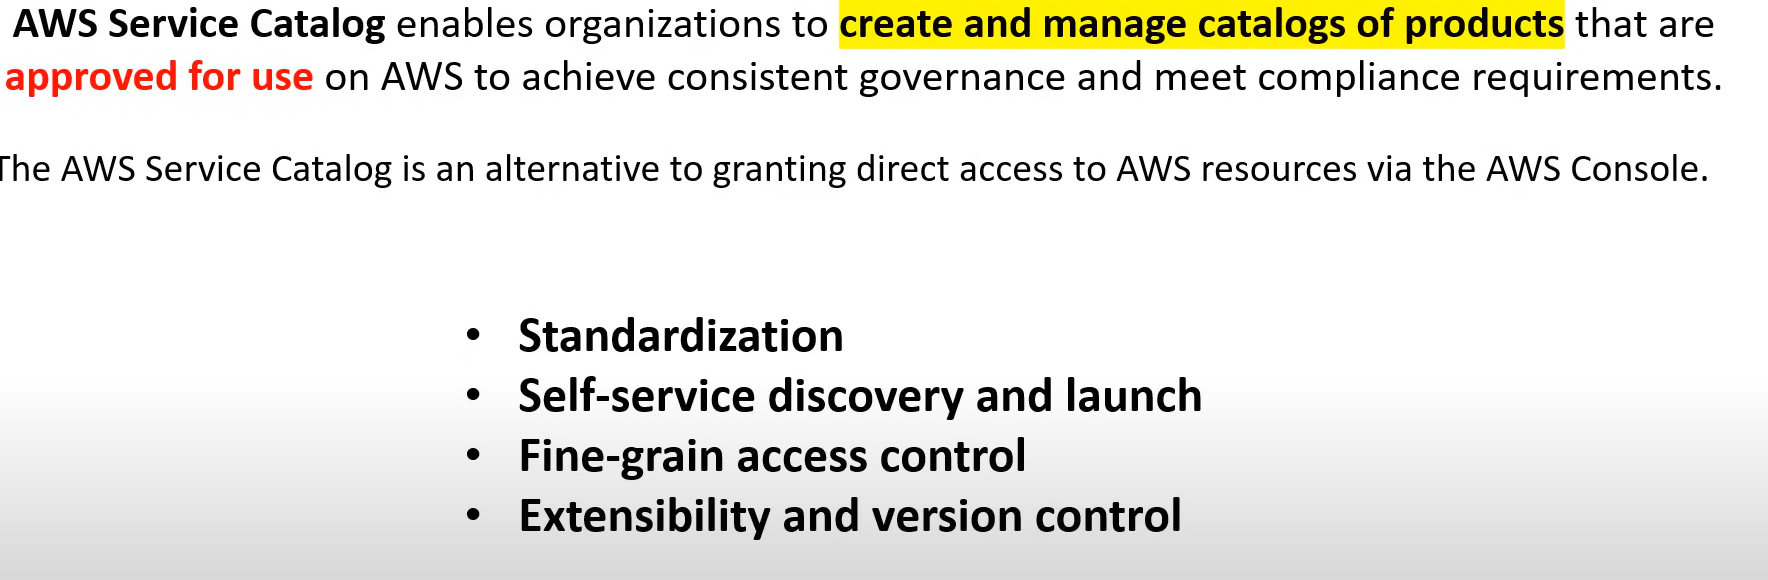 AWS Service Catalog enables organizations to create and manage catalogs of products that are
approved for use on AWS to achieve consistent governance and meet compliance requirements.
The AWS Service Catalog is an alternative to granting direct access to AWS resources via the AWS Console.
• Standardization
• Self-service discovery and launch
• Fine-grain access control
• Extensibility and version control